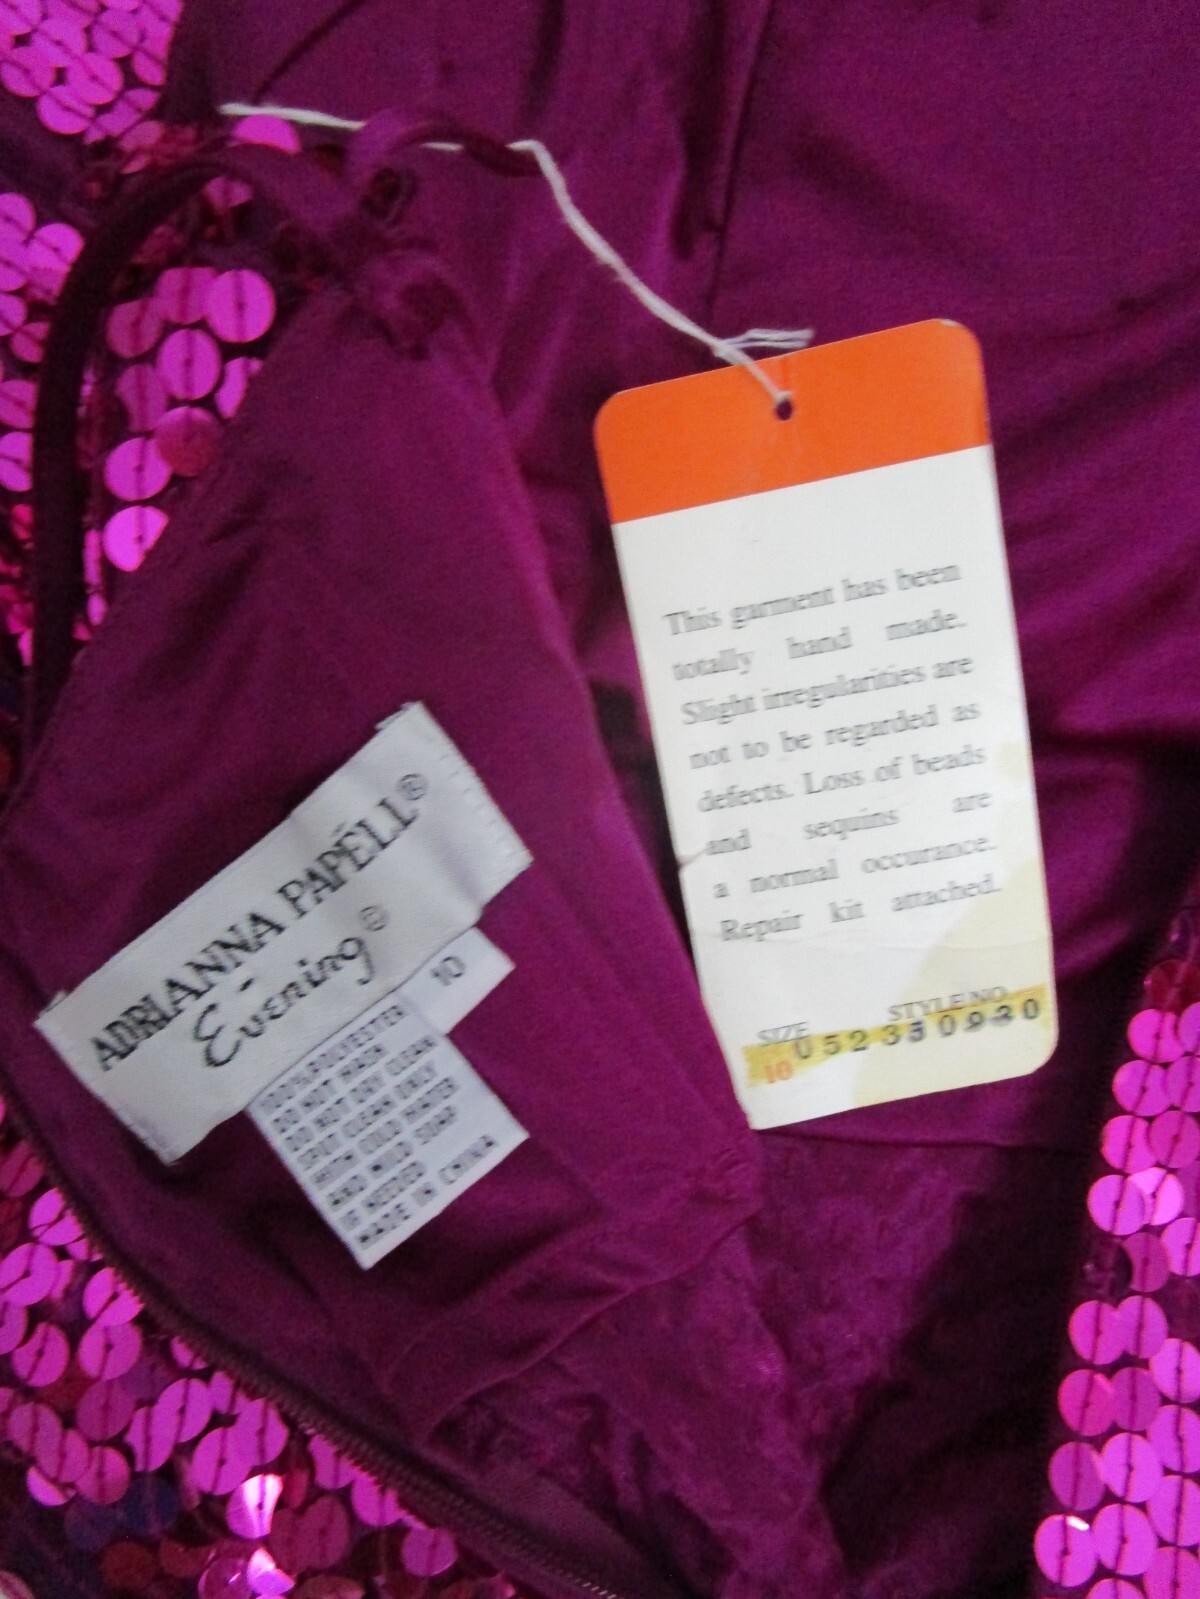 This garment has been
totally hand made.
Slight irregularities are
not to be regarded as
defects. Loss of beads
and sequins are
a normal occurance.
Repair kit attached.
SIZE STYLE NO.
10 052350930
ADRIANNA PAPELL®
Evening®
10
100% POLYESTER
DO NOT WASH
DO NOT DRY CLEAN
SPOT CLEAN ONLY
WITH COLD WATER
AND MILD SOAP
IF NEEDED
MADE IN CHINA